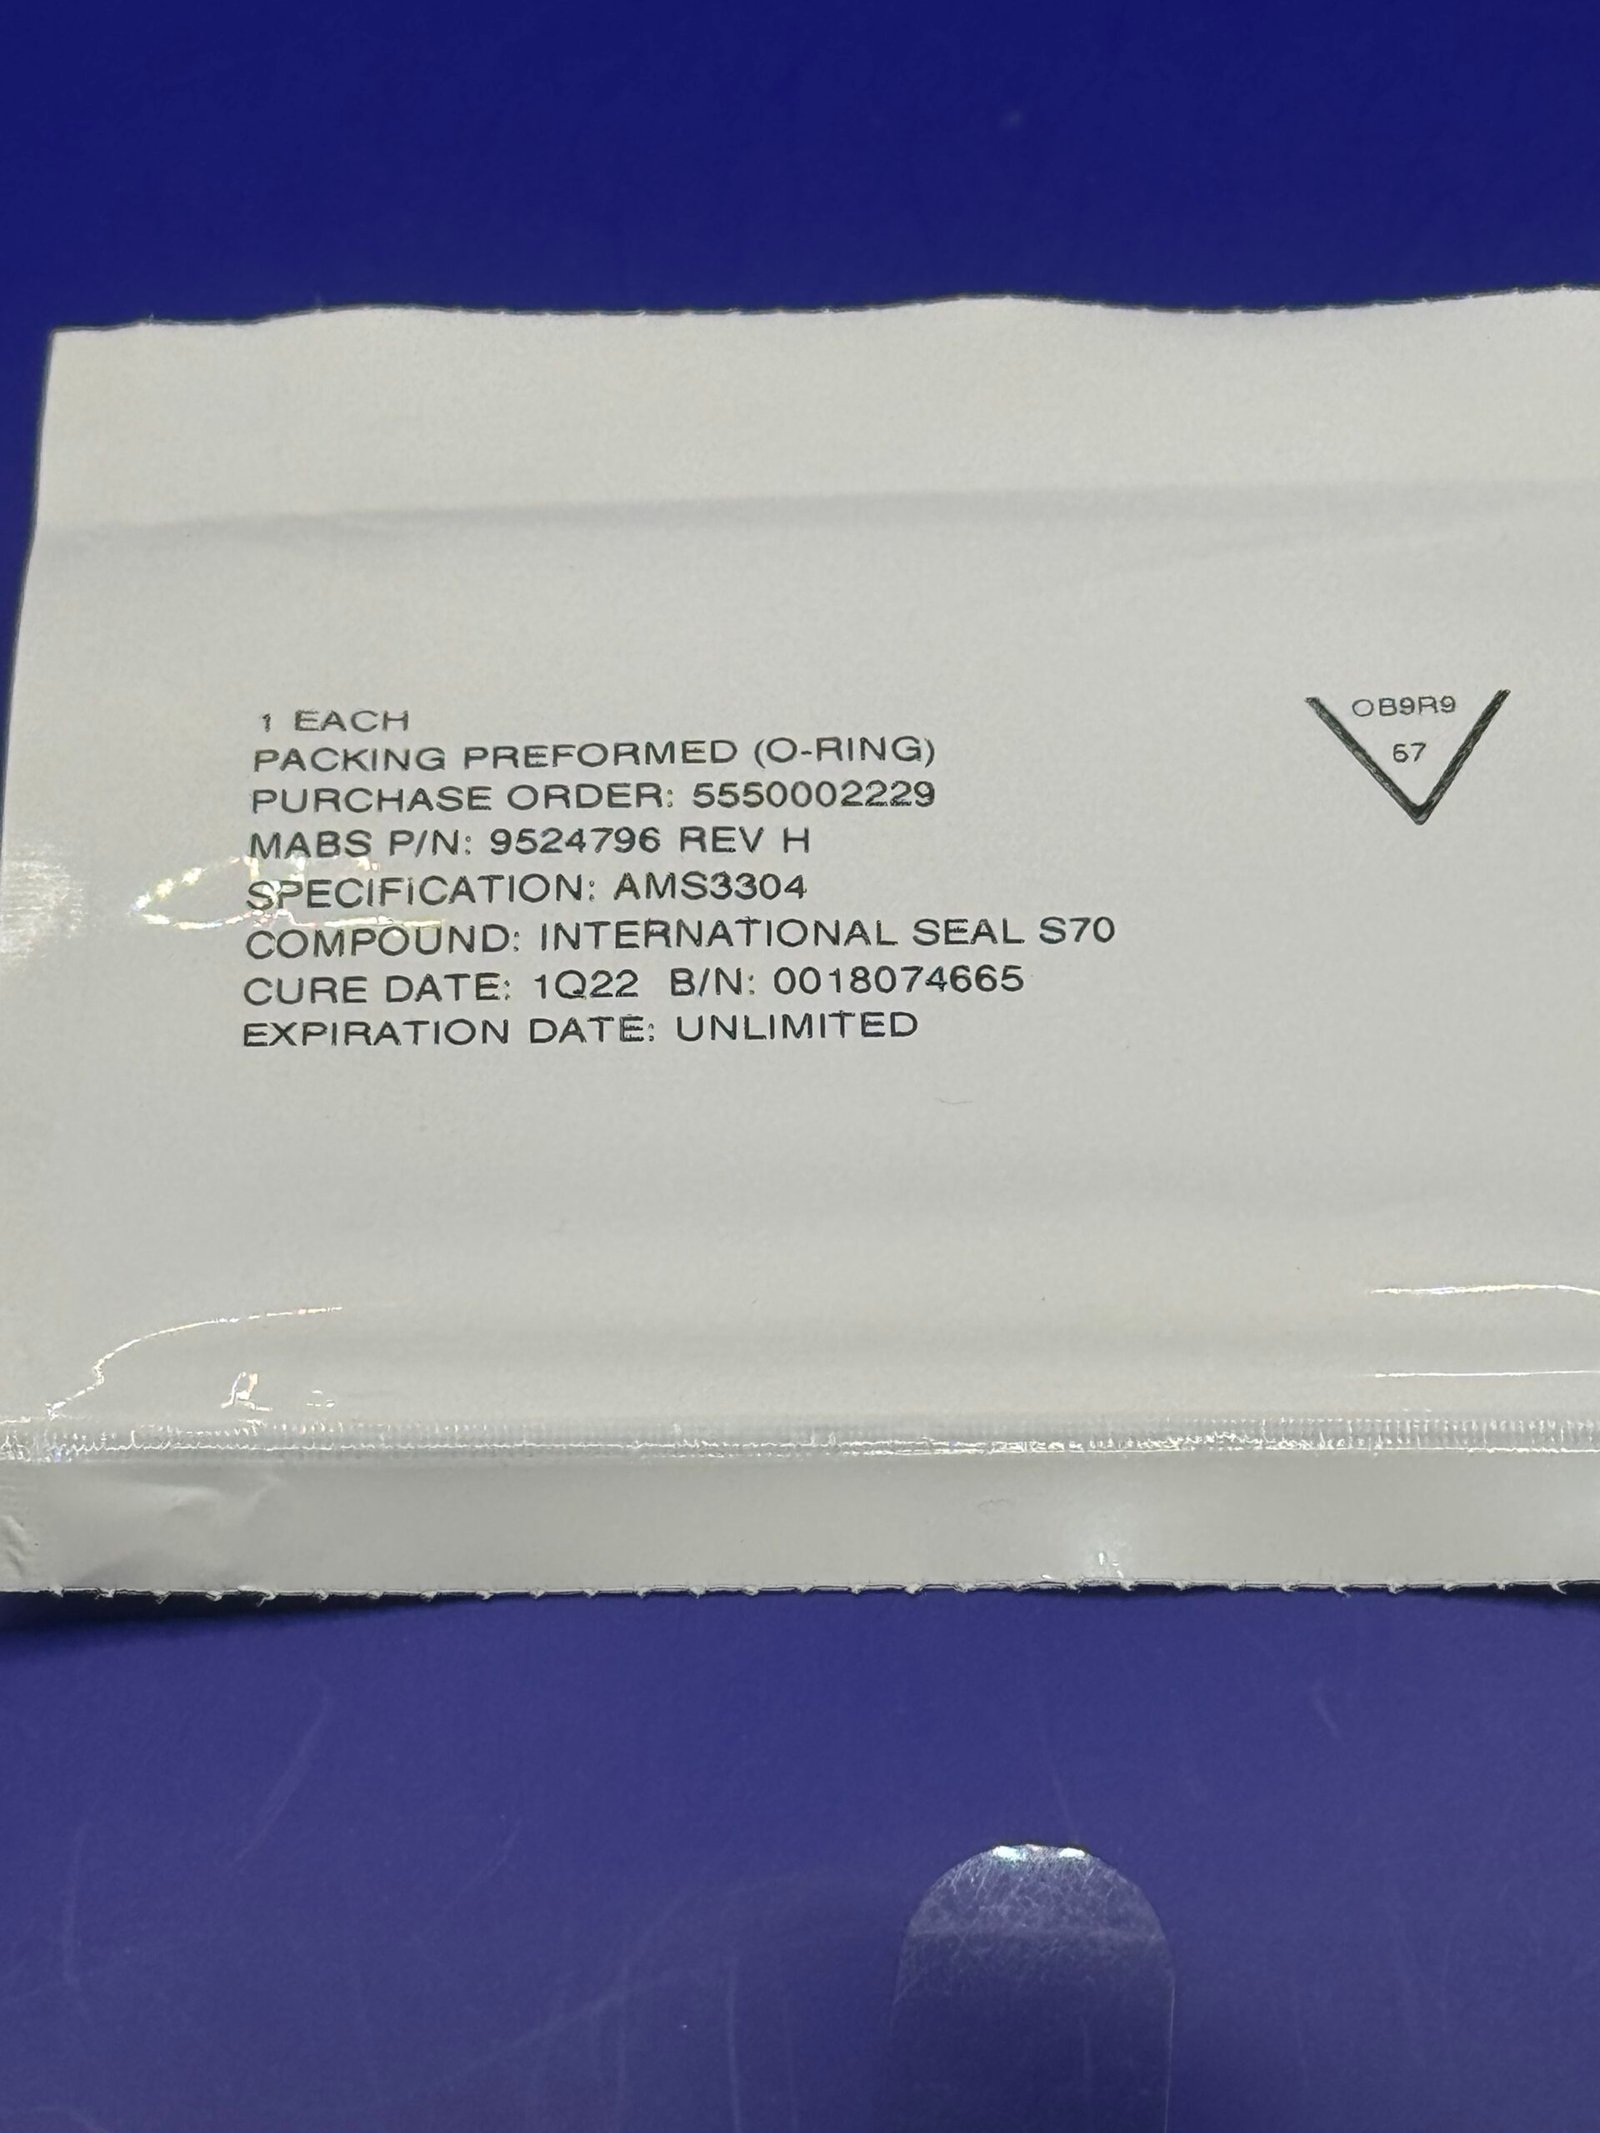 1 EACH
PACKING PREFORMED (O-RING)
PURCHASE ORDER: 5550002229
MABS P/N: 9524796 REV H
SPECIFICATION: AMS3304
COMPOUND: INTERNATIONAL SEAL S70
CURE DATE: 1Q22 B/N: 0018074665
EXPIRATION DATE: UNLIMITED
OB9R9
67